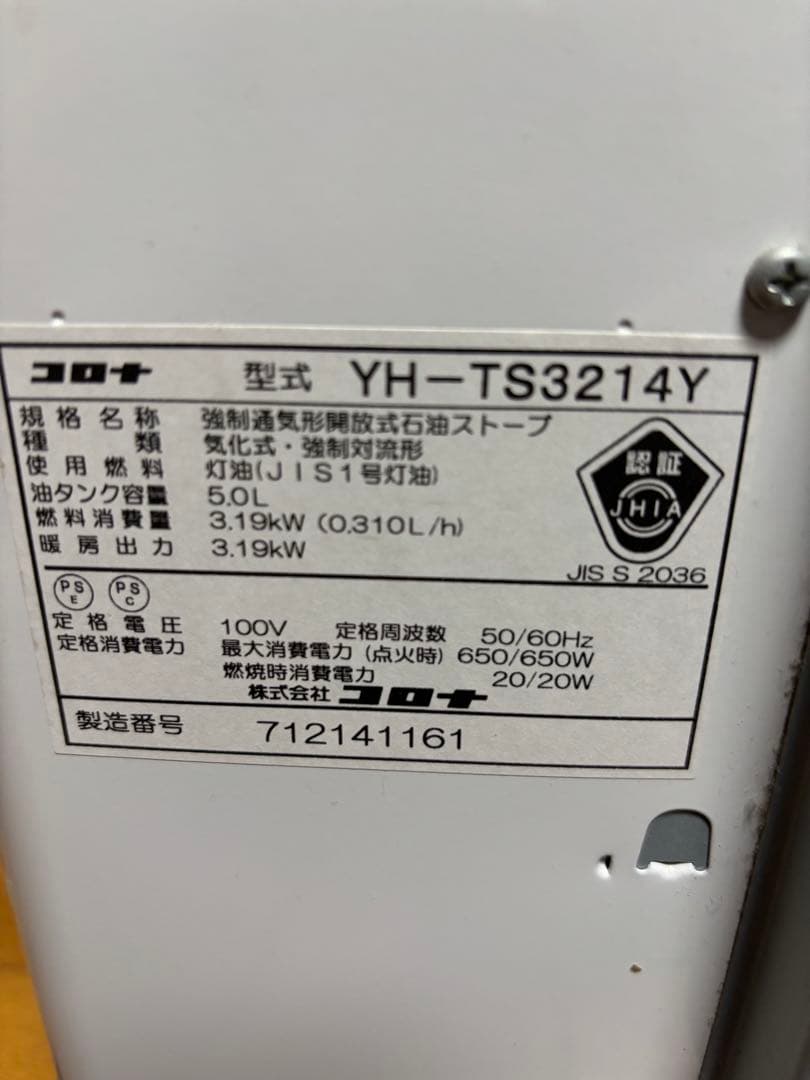 コロナ 型式 YH-TS3214Y
規格名称 強制通気形開放式石油ストーブ
種類 気化式・強制対流形
使用燃料 灯油(JIS1号灯油)
油タンク容量 5.0L
燃料消費量 3.19kW (0.310L/h)
暖房出力 3.19kW
認証
JHIA
JIS S 2036
PS E PS C
定格電圧 100V 定格周波数 50/60Hz
定格消費電力 最大消費電力(点火時) 650/650W
燃焼時消費電力 20/20W
株式会社 コロナ
製造番号 712141161